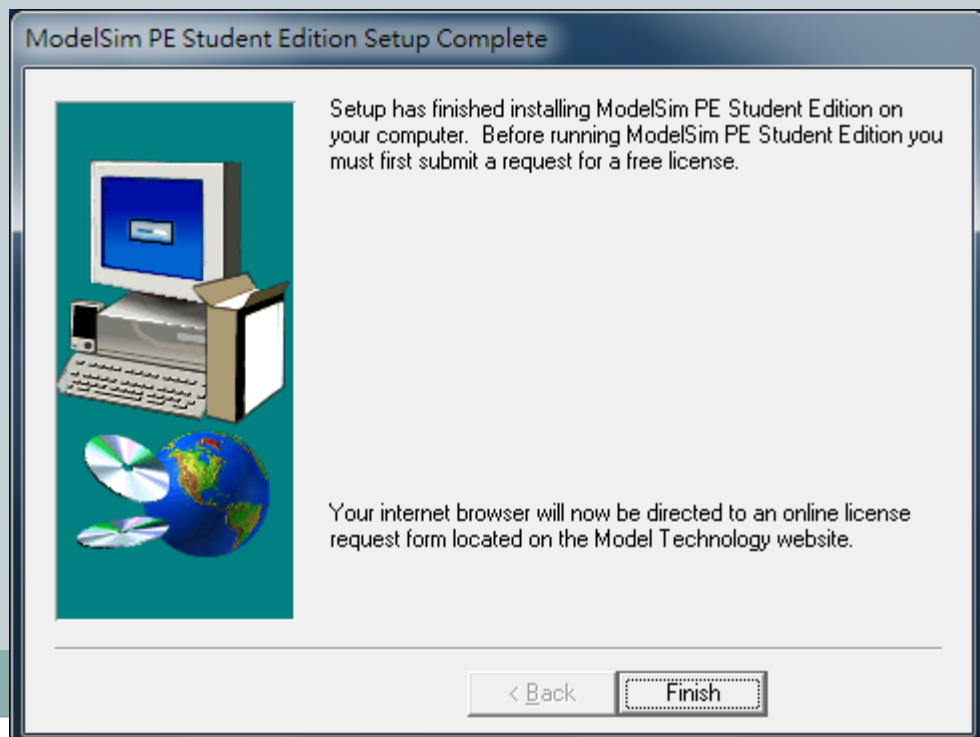 ModelSim PE Student Edition Setup Complete
Setup has finished installing ModelSim PE Student Edition on
your computer.  Before running ModelSim PE Student Edition you
must first submit a request for a free license.
Your internet browser will now be directed to an online license
request form located on the Model Technology website.
< Back
Finish